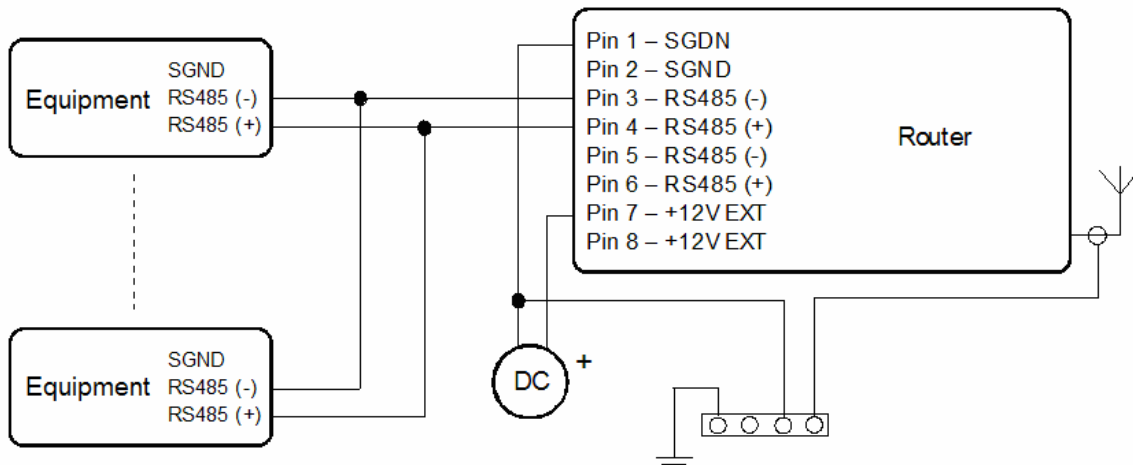 SGND
Equipment RS485 (-)
RS485 (+)
Pin 1 – SGDN
Pin 2 – SGND
Pin 3 – RS485 (-)
Pin 4 – RS485 (+)
Pin 5 – RS485 (-)
Pin 6 – RS485 (+)
Pin 7 – +12V EXT
Pin 8 – +12V EXT
Router
SGND
Equipment RS485 (-)
RS485 (+)
DC +